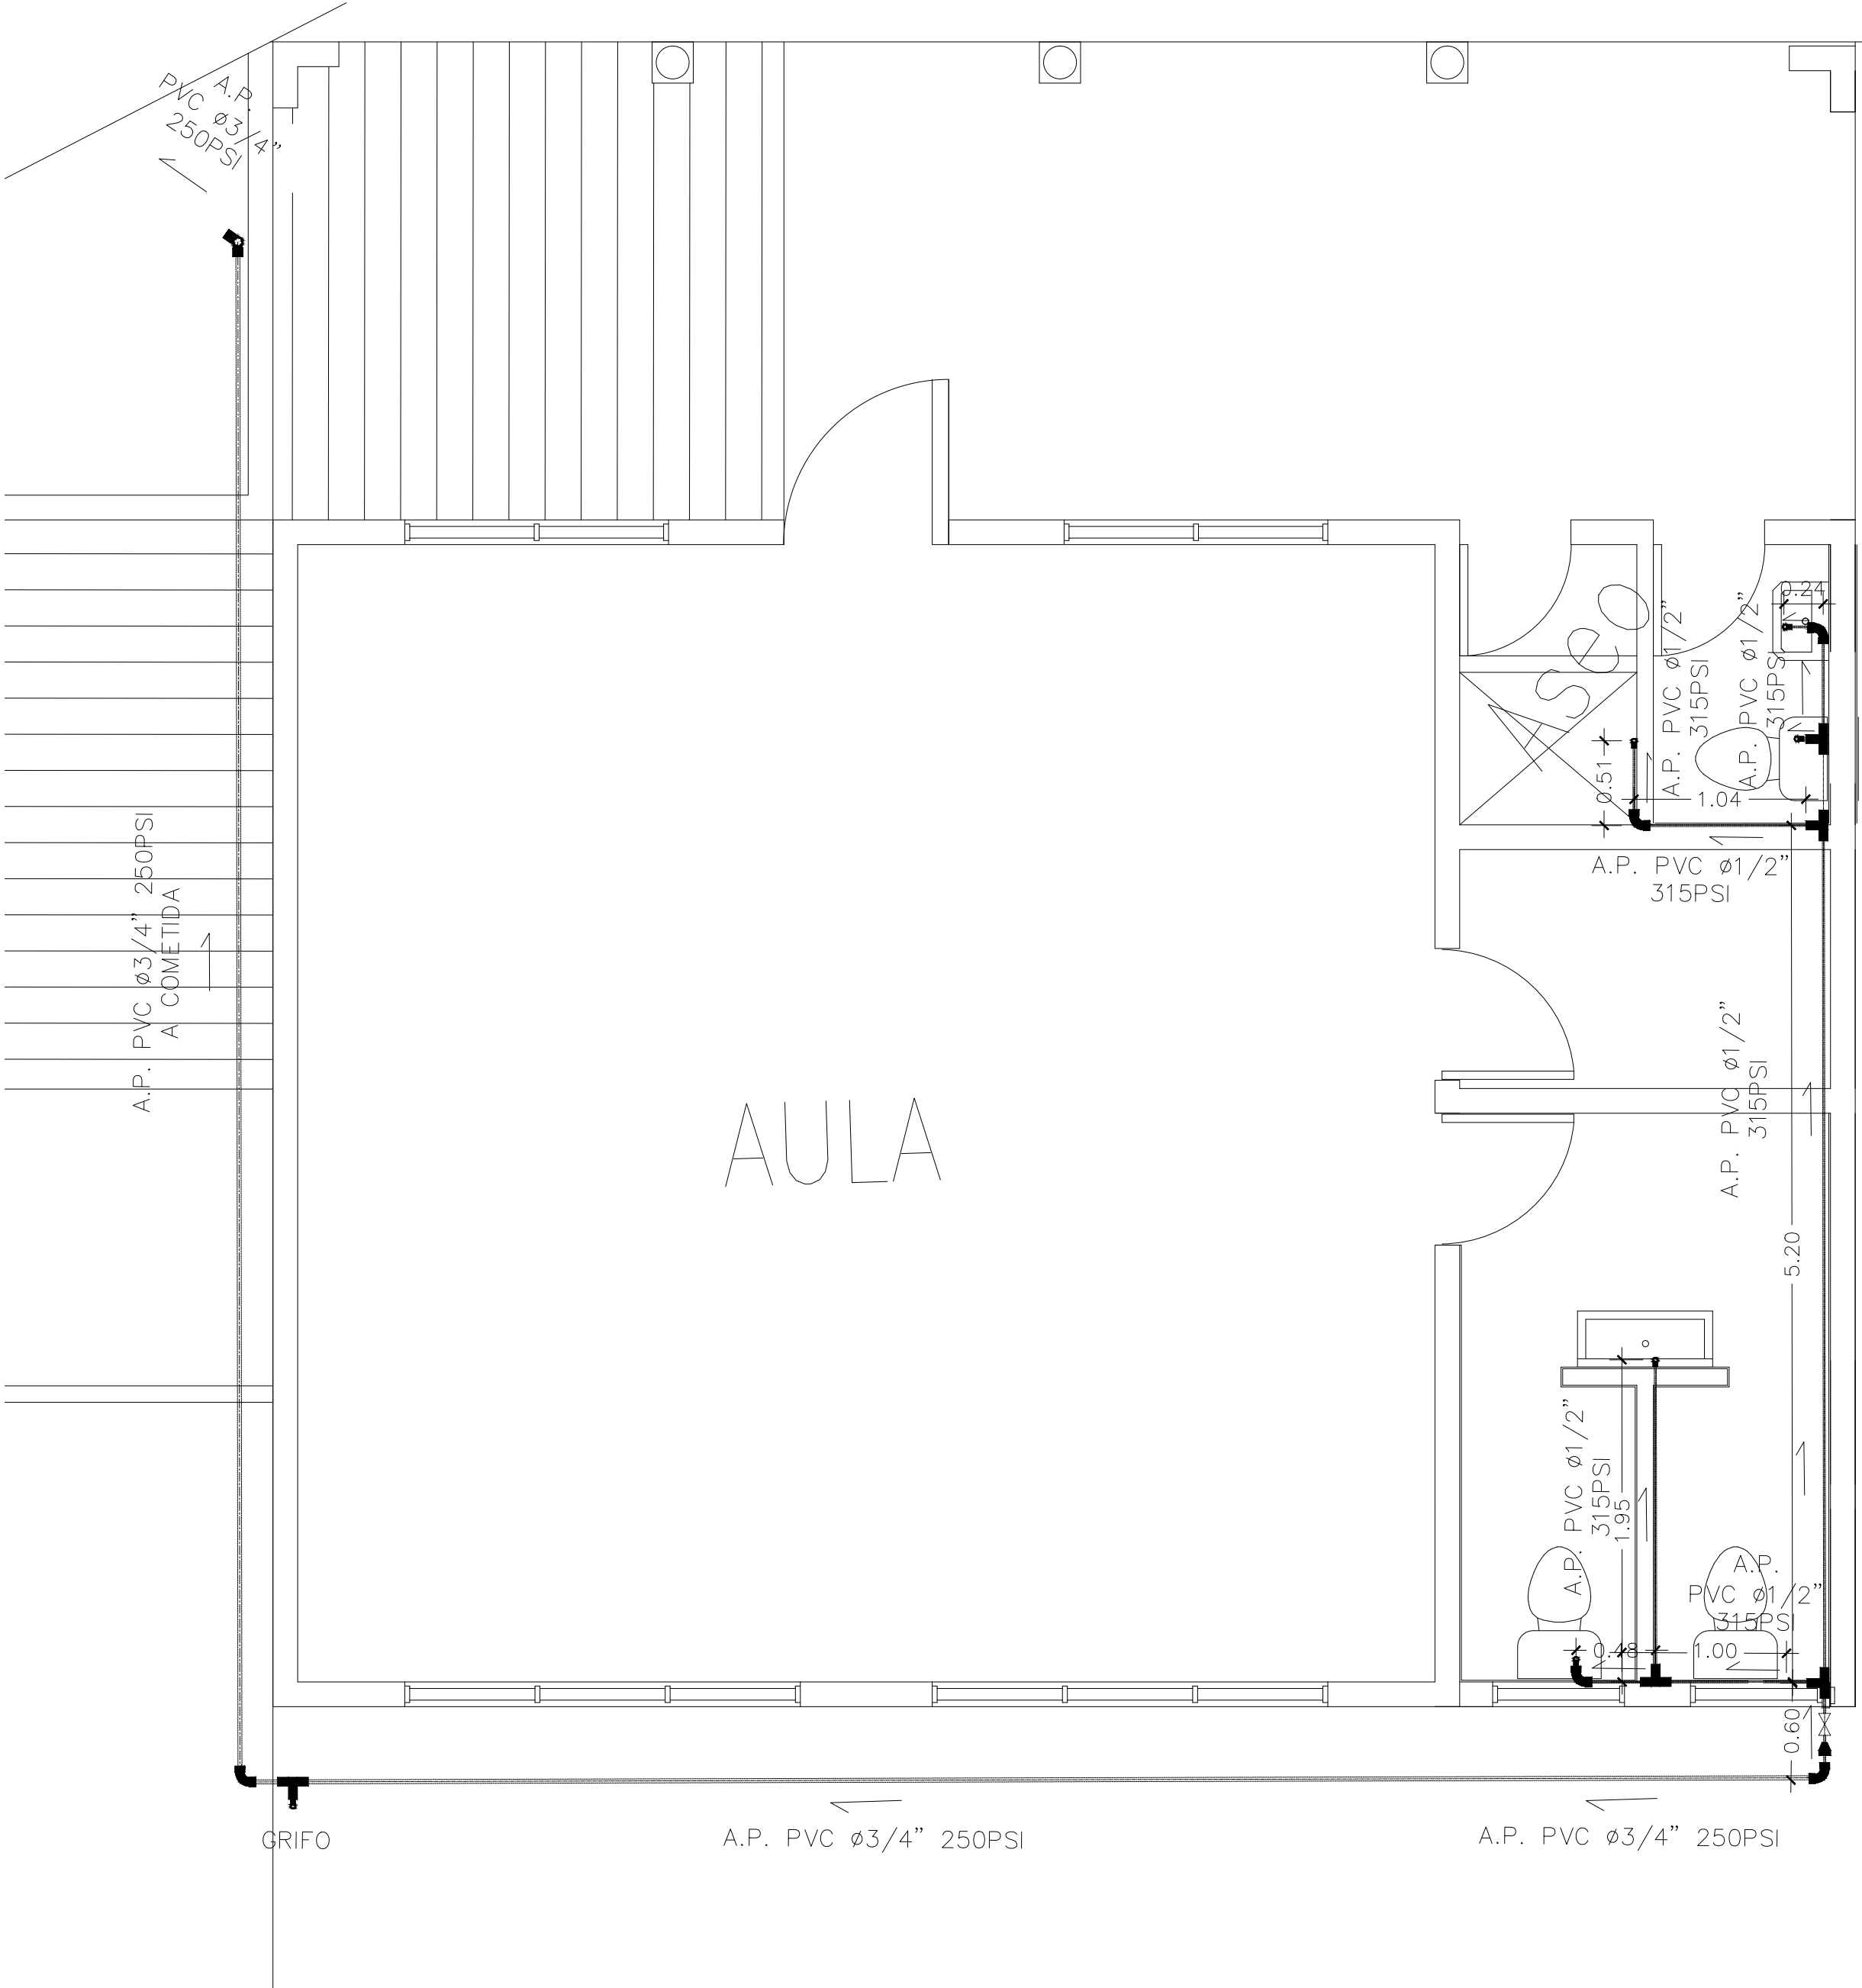 A.P.
PVC ø3/4”
250PSI
0.24
Aseo
A.P. PVC ø1/2”
315PSI
A.P. PVC ø1/2”
315PSI
0.51
1.04
A.P. PVC ø1/2”
315PSI
A.P. PVC ø3/4” 250PSI
A COMETIDA
A.P. PVC ø1/2”
315PSI
AULA
5.20
A.P. PVC ø1/2”
315PSI
1.95
A.P.
PVC ø1/2”
315PSI
0.48
1.00
0.60
GRIFO
A.P. PVC ø3/4” 250PSI
A.P. PVC ø3/4” 250PSI